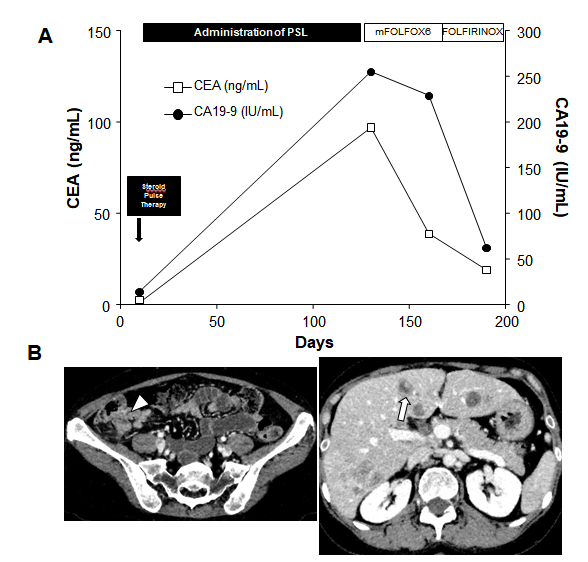 A
150
100
50
0
CEA (ng/mL)
Administration of PSL
mFOLFOX6
FOLFIRINOX
CEA (ng/mL)
CA19-9 (IU/mL)
Steroid
Pulse
Therapy
300
250
200
150
100
50
0
CA19-9 (IU/mL)
0
50
100
150
200
Days
B